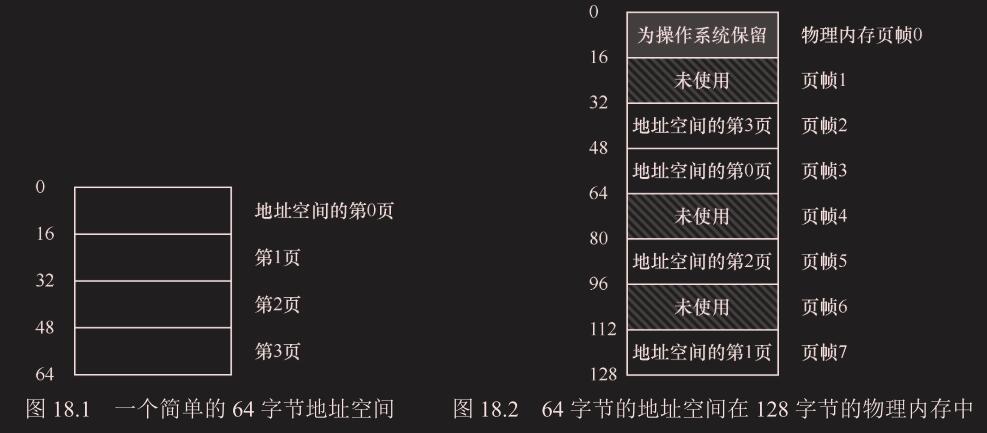 0
地址空间的第0页
16
第1页
32
第2页
48
第3页
64
图 18.1 一个简单的 64 字节地址空间
0
为操作系统保留 物理内存页帧0
16
未使用 页帧1
32
地址空间的第3页 页帧2
48
地址空间的第0页 页帧3
64
未使用 页帧4
80
地址空间的第2页 页帧5
96
未使用 页帧6
112
地址空间的第1页 页帧7
128
图 18.2 64 字节的地址空间在 128 字节的物理内存中